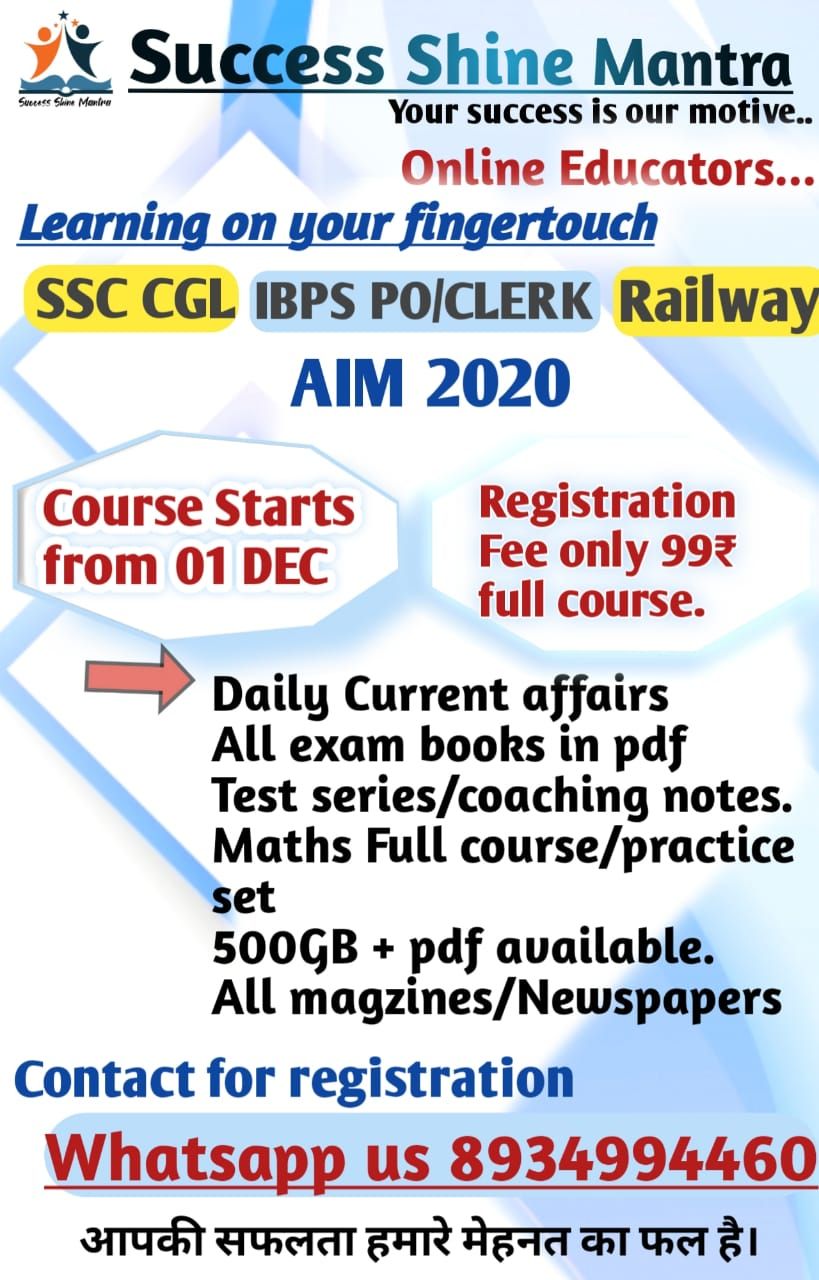 Success Shine Mantra
Success Shine Mantra
Your success is our motive..
Online Educators...
Learning on your fingertouch
SSC CGL IBPS PO/CLERK Railway
AIM 2020
Course Starts
from 01 DEC
Registration
Fee only 99₹
full course.
Daily Current affairs
All exam books in pdf
Test series/coaching notes.
Maths Full course/practice
set
500GB + pdf available.
All magzines/Newspapers
Contact for registration
Whatsapp us 8934994460
आपकी सफलता हमारे मेहनत का फल है।